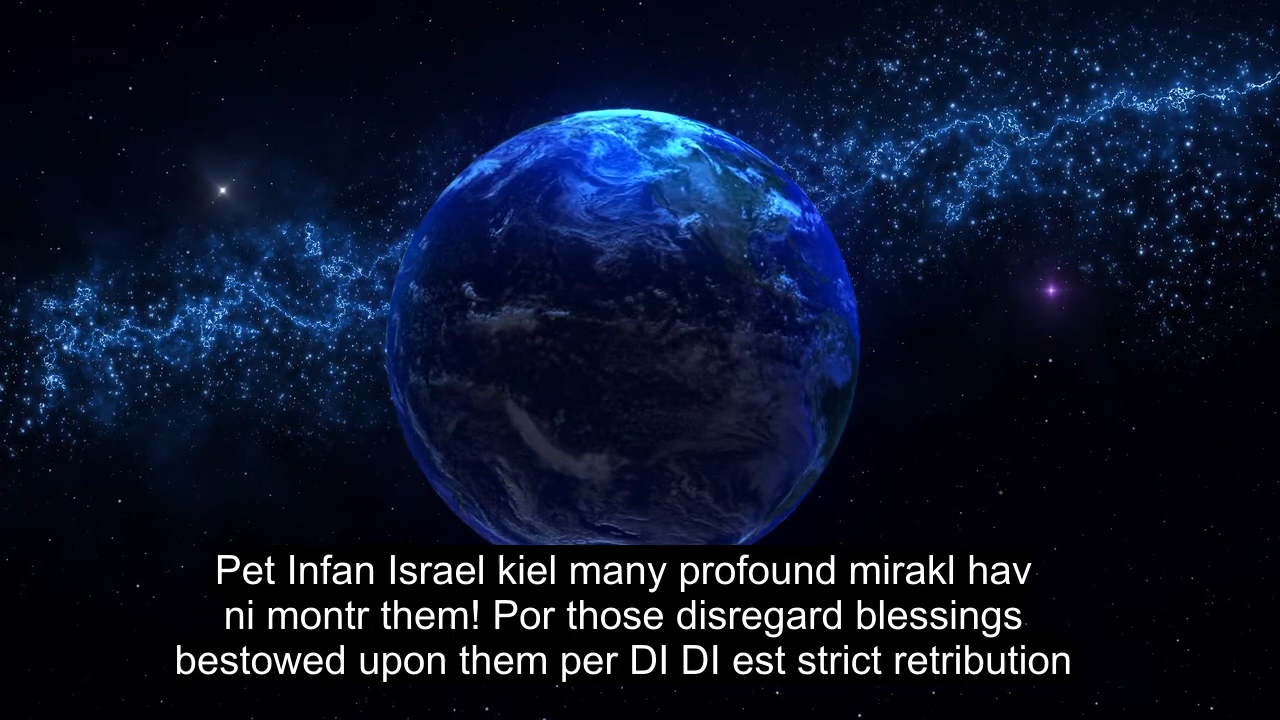 Pet Infan Israel kiel many profound mirakl hav
ni montr them! Por those disregard blessings
bestowed upon them per DI DI est strict retribution